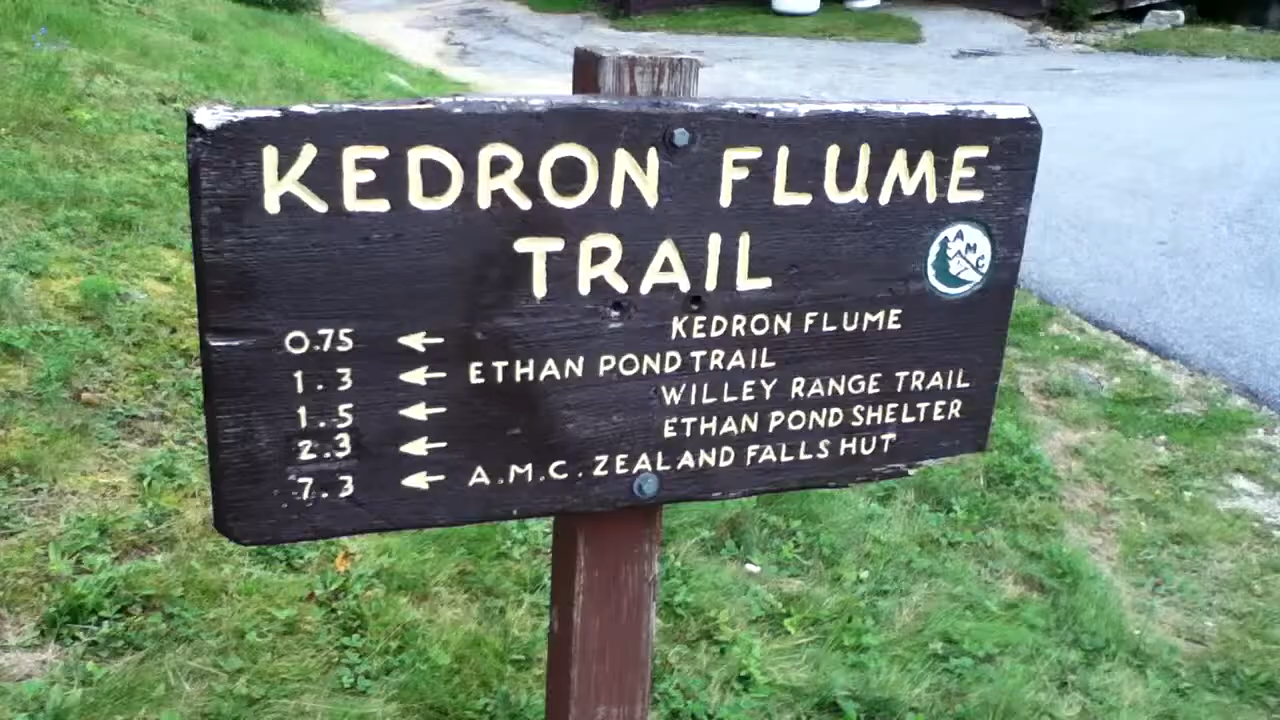 KEDRON FLUME
TRAIL
AMC
0.75 ← KEDRON FLUME
1.3 ← ETHAN POND TRAIL
1.5 ← WILLEY RANGE TRAIL
2.3 ← ETHAN POND SHELTER
7.3 ← A.M.C. ZEALAND FALLS HUT